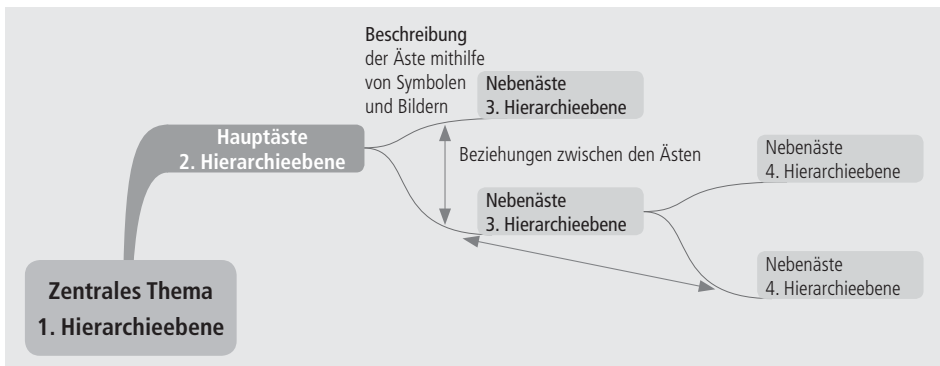 Beschreibung
der Äste mithilfe
von Symbolen
und Bildern
Nebenäste
3. Hierarchieebene
Hauptäste
2. Hierarchieebene
Beziehungen zwischen den Ästen
Nebenäste
4. Hierarchieebene
Nebenäste
3. Hierarchieebene
Nebenäste
4. Hierarchieebene
Zentrales Thema
1. Hierarchieebene